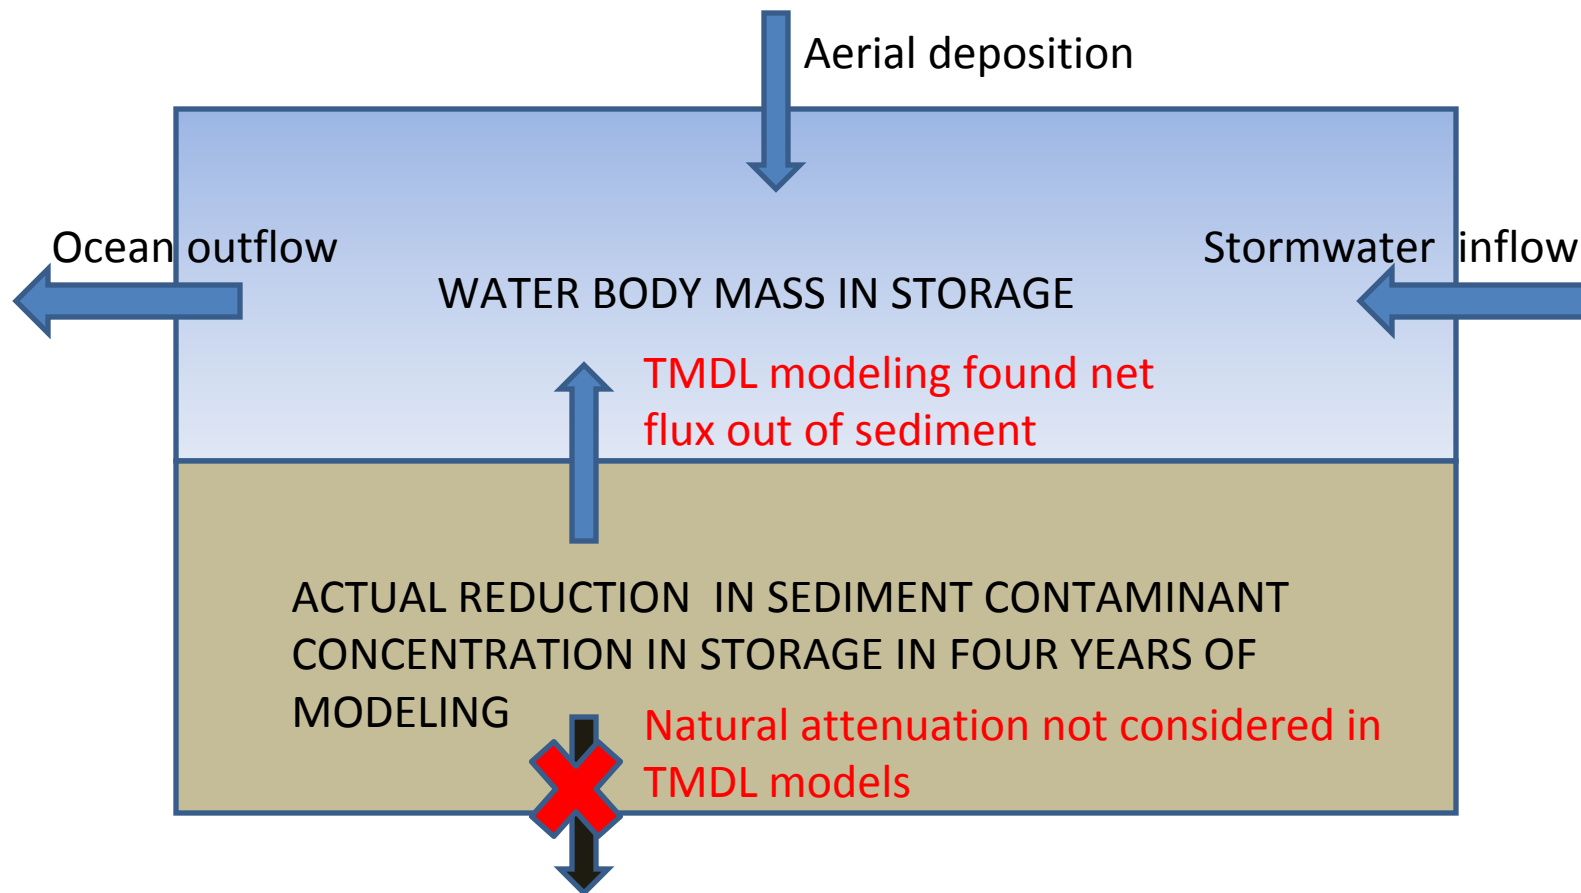 Aerial deposition
Ocean outflow
Stormwater inflow
WATER BODY MASS IN STORAGE
TMDL modeling found net
flux out of sediment
ACTUAL REDUCTION IN SEDIMENT CONTAMINANT
CONCENTRATION IN STORAGE IN FOUR YEARS OF
MODELING
Natural attenuation not considered in
TMDL models